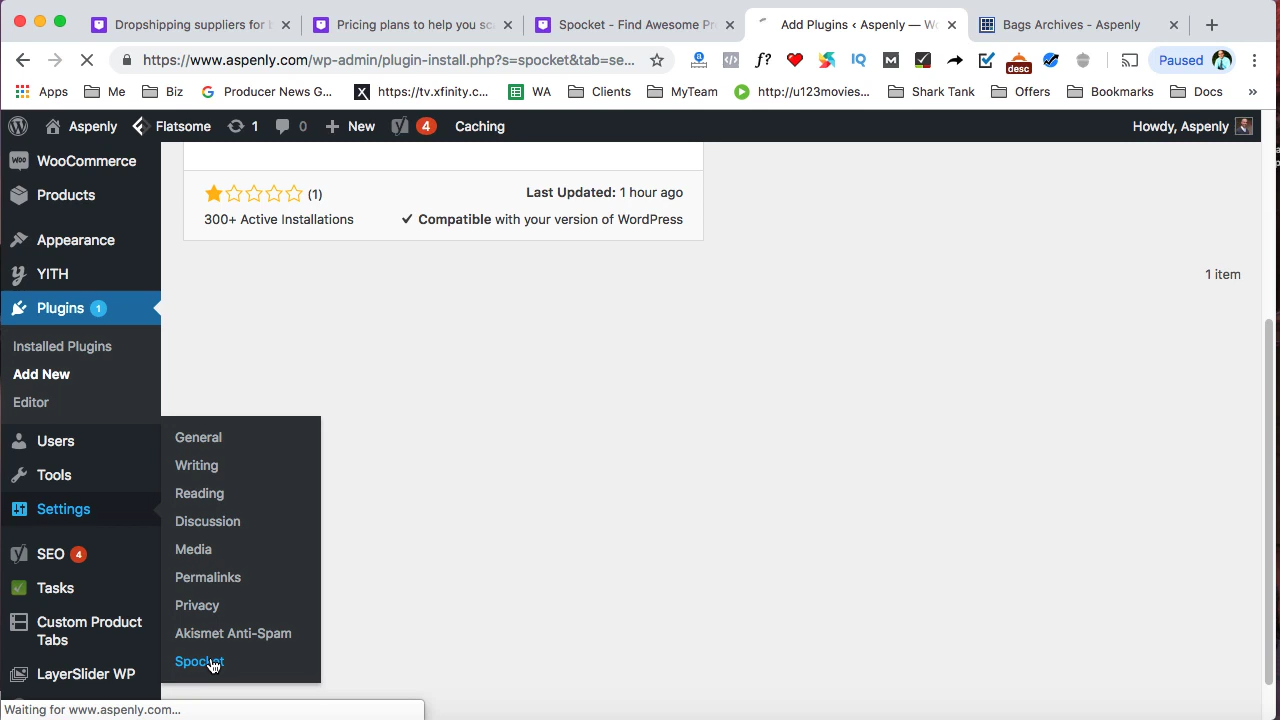 Dropshipping suppliers for b
Pricing plans to help you sca
Spocket - Find Awesome Pr
Add Plugins ‹ Aspenly — Wo
Bags Archives - Aspenly
https://www.aspenly.com/wp-admin/plugin-install.php?s=spocket&tab=se...
f?
IQ
M
desc
Paused
Apps
Me
Biz
G Producer News G...
X https://tv.xfinity.c...
WA
Clients
MyTeam
http://u123movies...
Shark Tank
Offers
Bookmarks
Docs
»
Aspenly
Flatsome
1
0
New
4
Caching
Howdy, Aspenly
WooCommerce
Products
Appearance
YITH
Plugins 1
Installed Plugins
Add New
Editor
Users
Tools
Settings
SEO 4
Tasks
Custom Product
Tabs
LayerSlider WP
(1)
Last Updated: 1 hour ago
300+ Active Installations
Compatible with your version of WordPress
1 item
General
Writing
Reading
Discussion
Media
Permalinks
Privacy
Akismet Anti-Spam
Spocket
Waiting for www.aspenly.com...